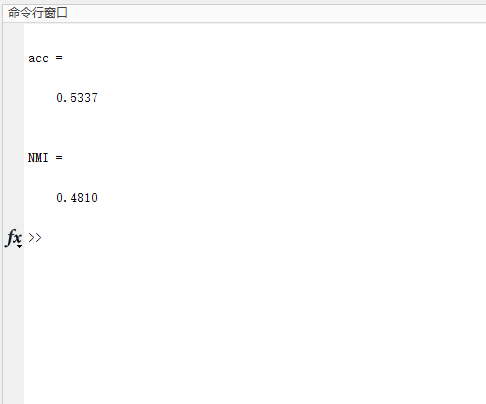 命令行窗口
acc =
0.5337
NMI =
0.4810
fx >>